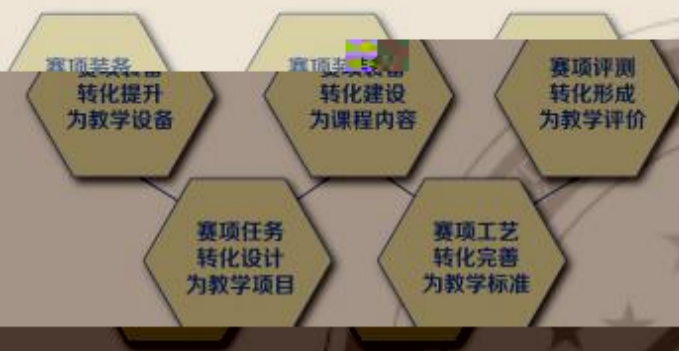 赛项装备
转化提升
为教学设备
赛项
转化建设
为课程内容
赛项评测
转化形成
为教学评价
赛项任务
转化设计
为教学项目
赛项工艺
转化完善
为教学标准